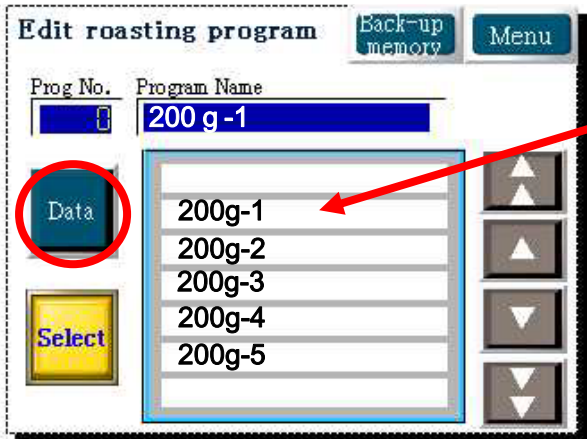 Edit roasting program
Back-up
memory
Menu
Prog No.
Program Name
0
200 g -1
Data
200g-1
200g-2
200g-3
200g-4
200g-5
Select